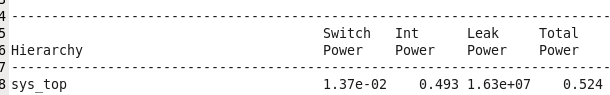 4 --------------------------------------------------------------------------------
5                                       Switch   Int      Leak     Total
6 Hierarchy                             Power    Power    Power    Power
7 --------------------------------------------------------------------------------
8 sys_top                               1.37e-02    0.493 1.63e+07    0.524